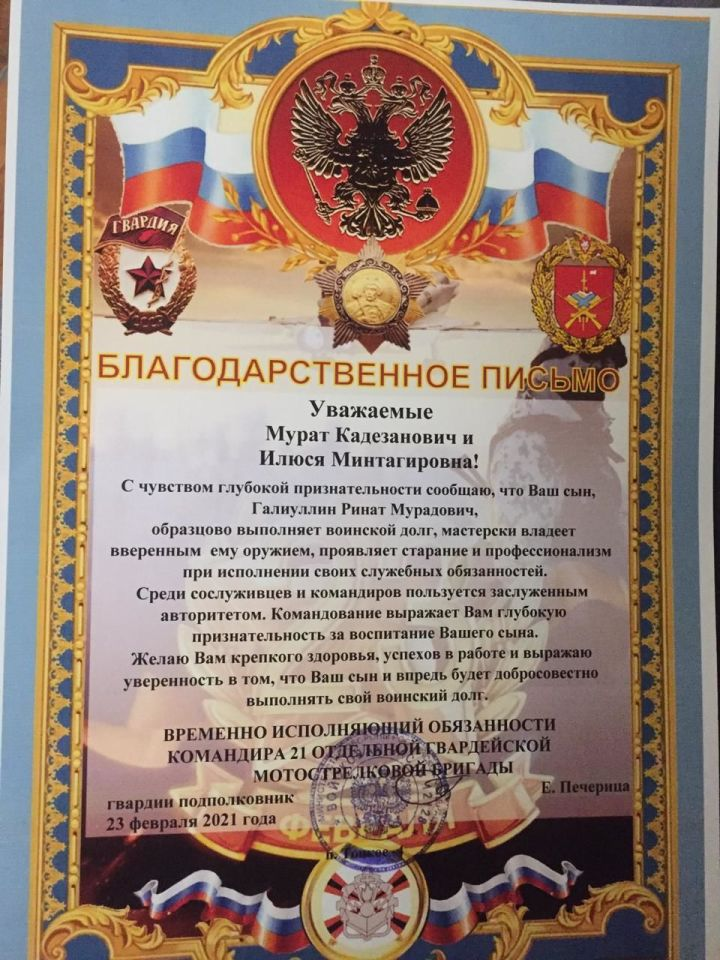 ГВАРДИЯ
БЛАГОДАРСТВЕННОЕ ПИСЬМО
Уважаемые
Мурат Кадезанович и
Илюся Минтагировна!
С чувством глубокой признательности сообщаю, что Ваш сын,
Галиуллин Ринат Мурадович,
образцово выполняет воинской долг, мастерски владеет
вверенным ему оружием, проявляет старание и профессионализм
при исполнении своих служебных обязанностей.
Среди сослуживцев и командиров пользуется заслуженным
авторитетом. Командование выражает Вам глубокую
признательность за воспитание Вашего сына.
Желаю Вам крепкого здоровья, успехов в работе и выражаю
уверенность в том, что Ваш сын и впредь будет добросовестно
выполнять свой воинский долг.
ВРЕМЕННО ИСПОЛНЯЮЩИЙ ОБЯЗАННОСТИ
КОМАНДИРА 21 ОТДЕЛЬНОЙ ГВАРДЕЙСКОЙ
МОТОСТРЕЛКОВОЙ БРИГАДЫ
гвардии подполковник
Е. Печерица
23 февраля 2021 года
ФЕВРАЛЯ
п. Тоцкое